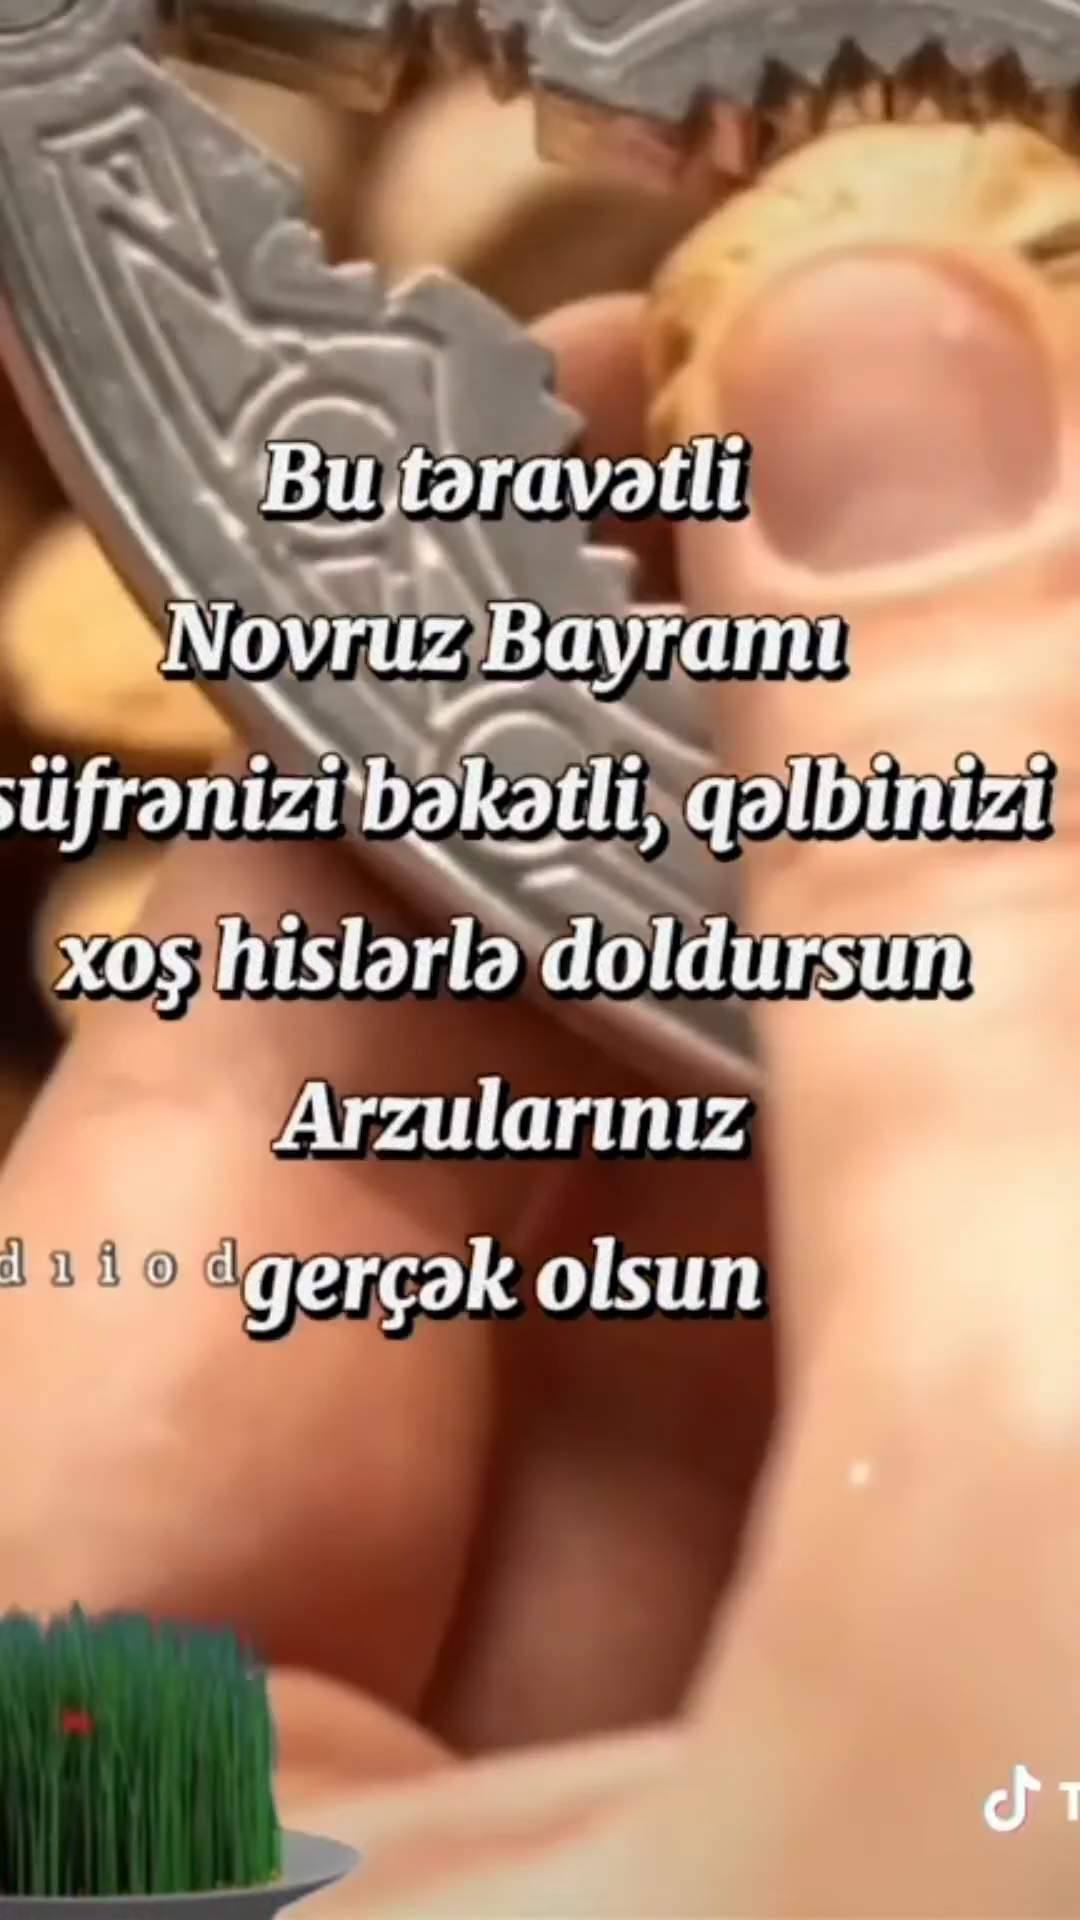 Bu təravətli
Novruz Bayramı
süfrənizi bəkətli, qəlbinizi
xoş hislərlə doldursun
Arzularınız
gerçək olsun
d ı i o d